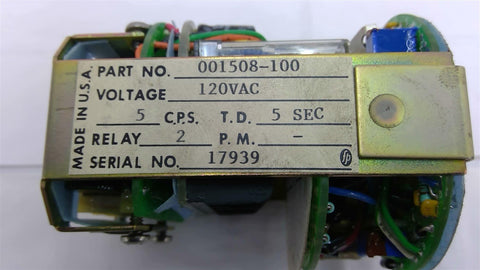 MADE IN U.S.A.
PART NO. 001508-100
VOLTAGE 120VAC
5 C.P.S. T.D. 5 SEC
RELAY 2 P.M. -
SERIAL NO. 17939